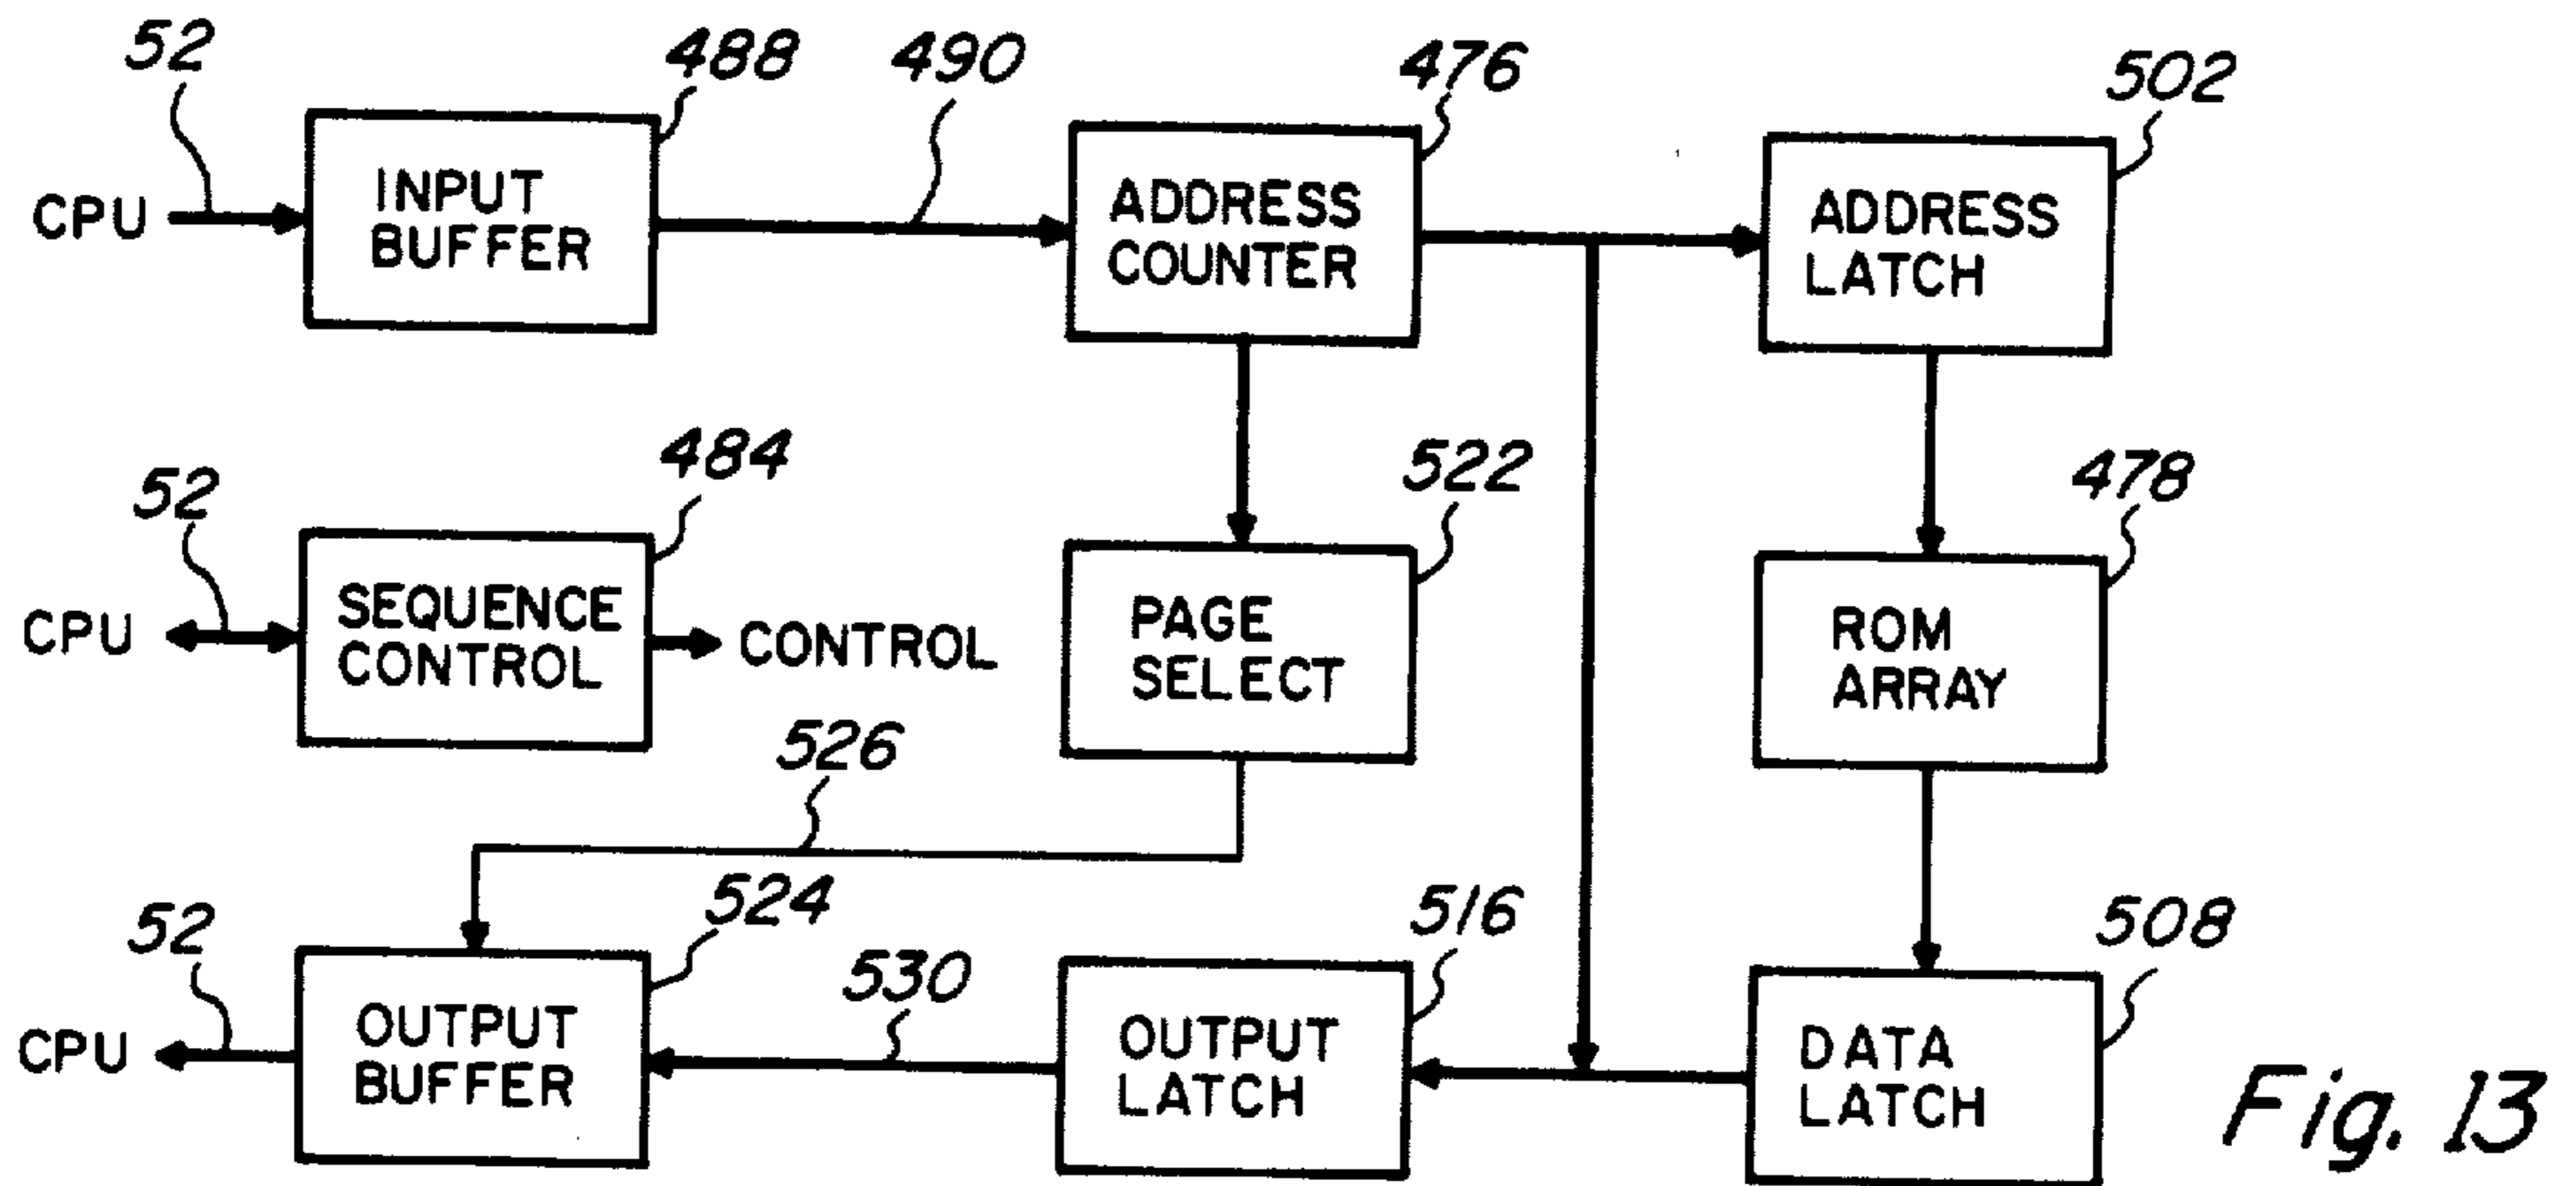 52
488
490
476
502
CPU
INPUT
BUFFER
ADDRESS
COUNTER
ADDRESS
LATCH
52
484
522
478
CPU
SEQUENCE
CONTROL
CONTROL
PAGE
SELECT
ROM
ARRAY
526
52
524
530
516
508
CPU
OUTPUT
BUFFER
OUTPUT
LATCH
DATA
LATCH
Fig. 13